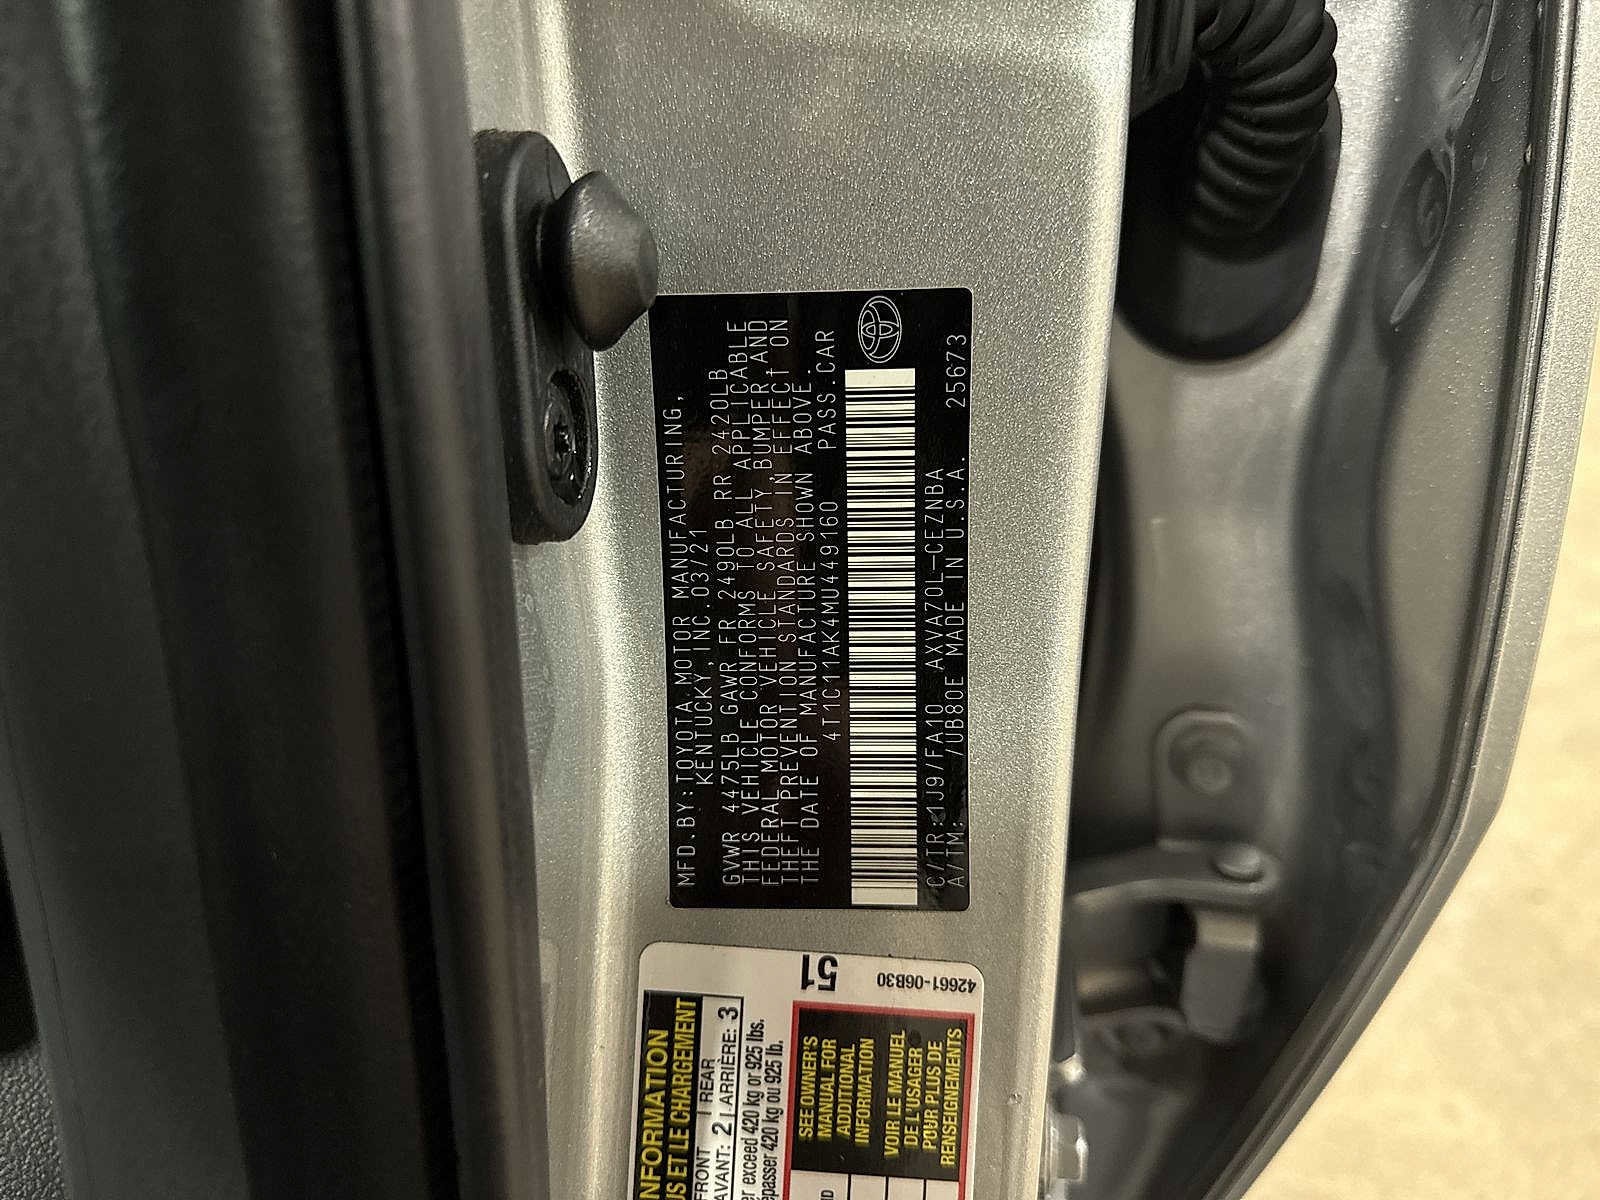 MFD.BY:TOYOTA MOTOR MANUFACTURING,
KENTUCKY,INC.03/21
GVWR 4475LB GAWR FR 2490LB RR 2420LB
THIS VEHICLE CONFORMS TO ALL APPLICABLE
FEDERAL MOTOR VEHICLE SAFETY,BUMPER,AND
THEFT PREVENTION STANDARDS IN EFFECT ON
THE DATE OF MANUFACTURE SHOWN ABOVE.
4T1C11AK4MU449160 PASS.CAR
C/TR:1J9/FA10 AXVA70L-CEZNBA
A/TM: /UB80E MADE IN U.S.A. 25673
51
42661-06B30
INFORMATION
US ET LE CHARGEMENT
FRONT REAR
AVANT: 2 ARRIÈRE: 3
exceed 420 kg or 925 lbs.
420 kg ou 925 lb.
SEE OWNER'S
MANUAL FOR
ADDITIONAL
INFORMATION
VOIR LE MANUEL
DE L'USAGER
POUR PLUS DE
RENSEIGNEMENTS